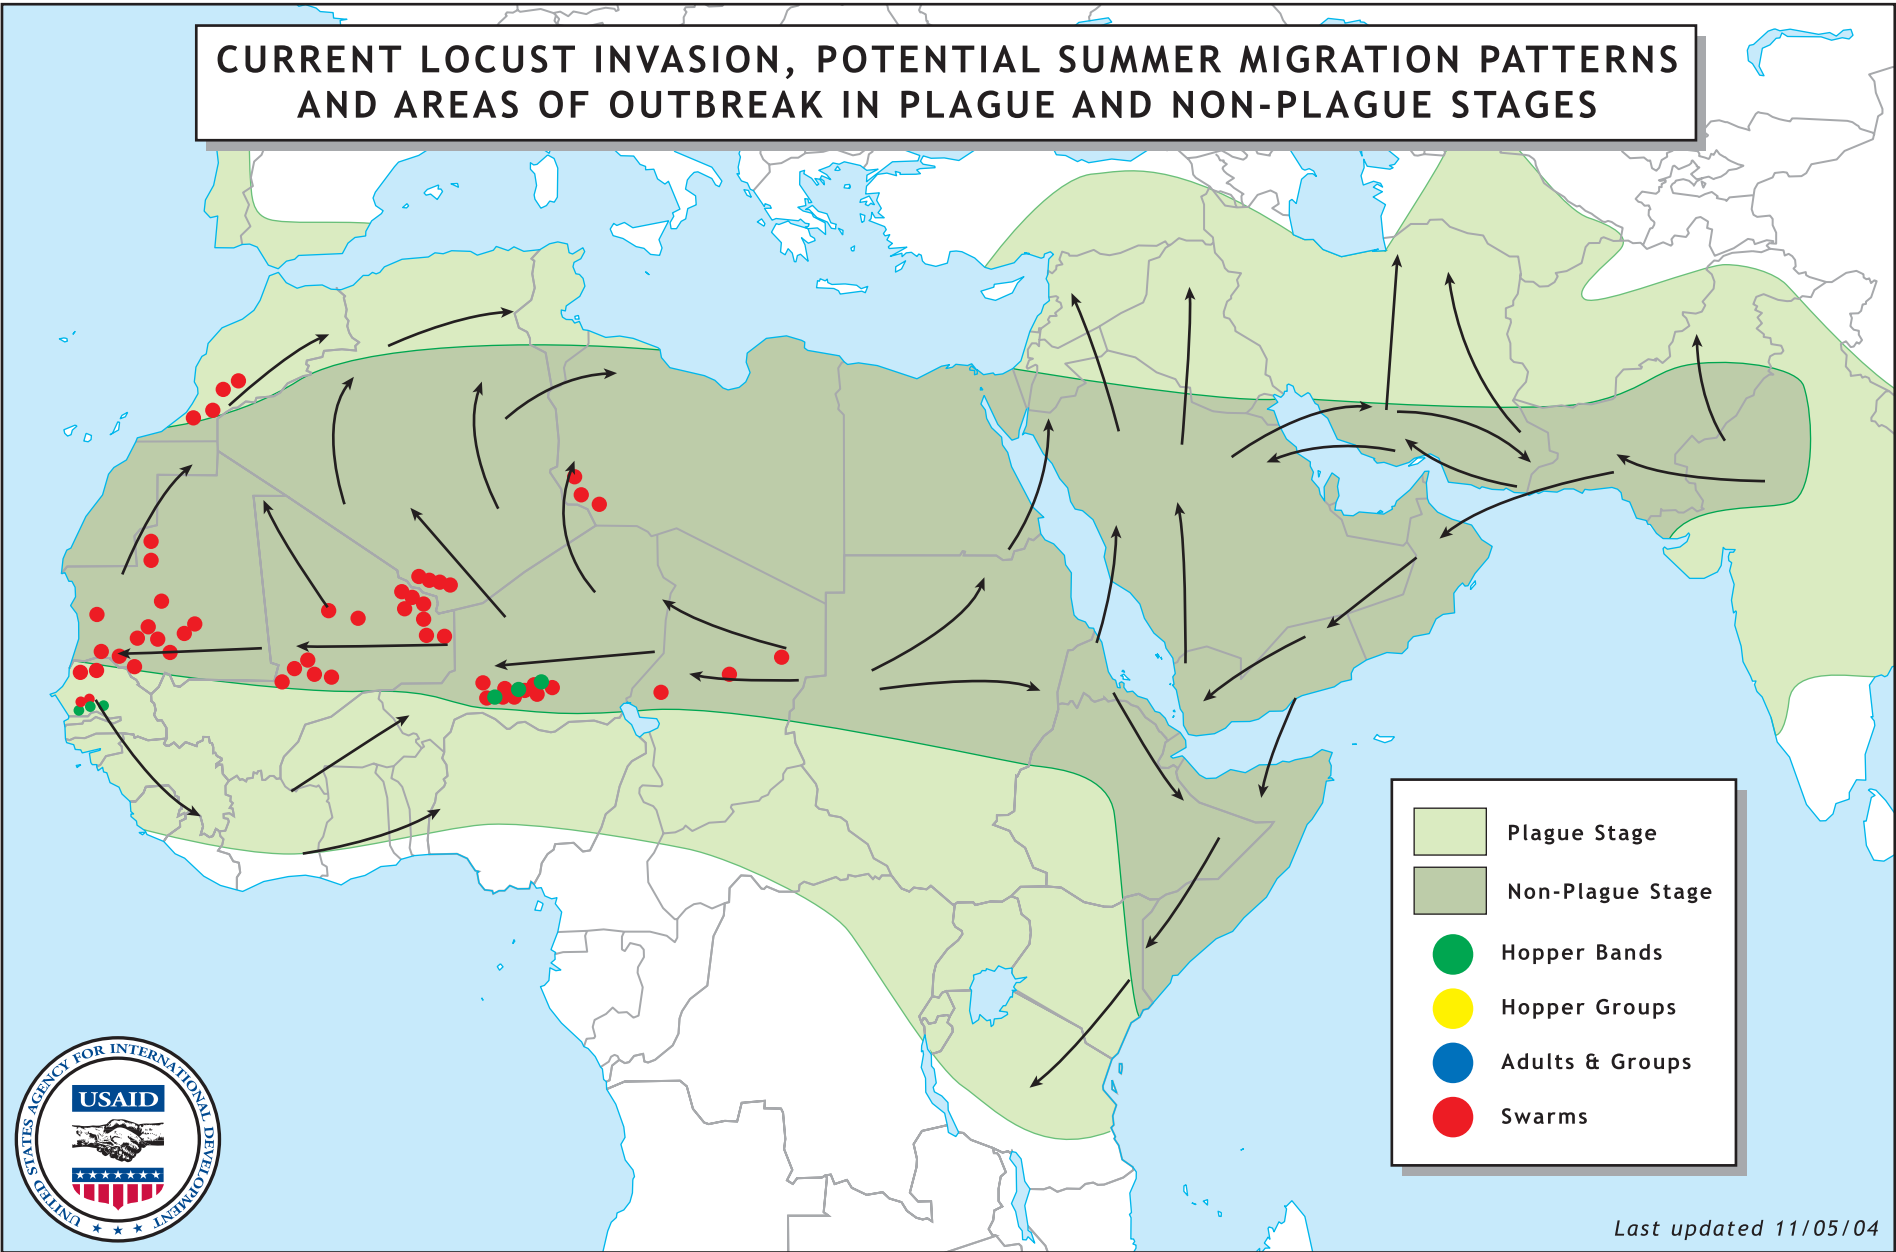 CURRENT LOCUST INVASION, POTENTIAL SUMMER MIGRATION PATTERNS
AND AREAS OF OUTBREAK IN PLAGUE AND NON-PLAGUE STAGES
Plague Stage
Non-Plague Stage
Hopper Bands
Hopper Groups
Adults & Groups
Swarms
UNITED STATES AGENCY FOR INTERNATIONAL DEVELOPMENT
USAID
Last updated 11/05/04